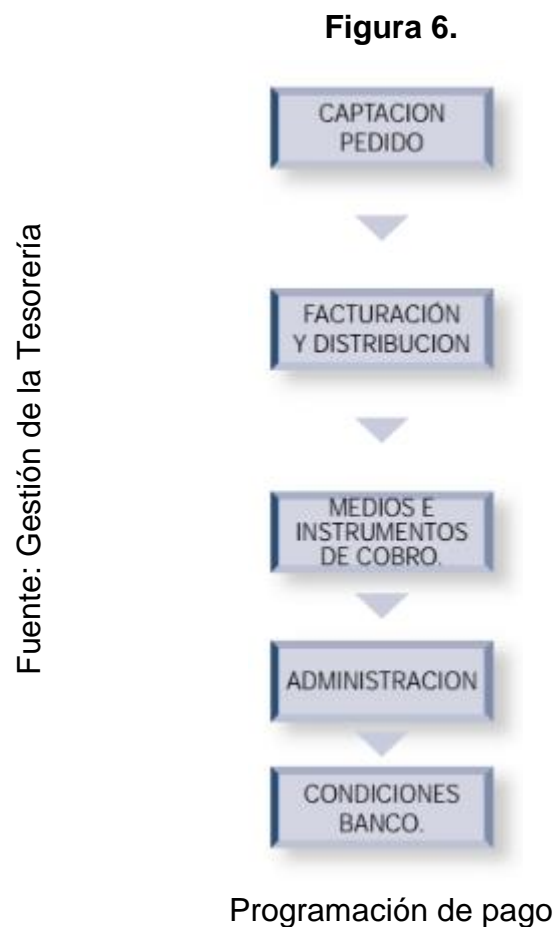 Figura 6.
CAPTACION
PEDIDO
FACTURACIÓN
Y DISTRIBUCION
MEDIOS E
INSTRUMENTOS
DE COBRO.
ADMINISTRACION
CONDICIONES
BANCO.
Fuente: Gestión de la Tesorería
Programación de pago